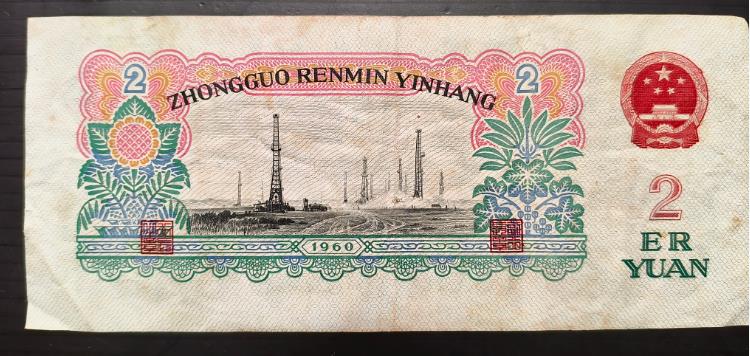 2
2
ZHONGGUO RENMIN YINHANG
1960
2
ER
YUAN